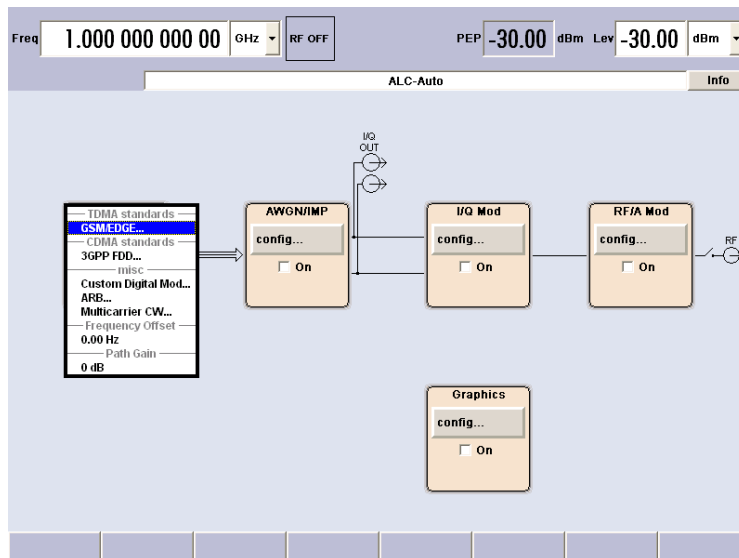 Freq 1.000 000 000 00 GHz RF OFF PEP -30.00 dBm Lev -30.00 dBm
ALC-Auto Info
I/Q
OUT
TDMA standards
GSM/EDGE...
CDMA standards
3GPP FDD...
misc
Custom Digital Mod...
ARB...
Multicarrier CW...
Frequency Offset
0.00 Hz
Path Gain
0 dB
AWGN/IMP
config...
On
I/Q Mod
config...
On
RF/A Mod
config...
On
RF
Graphics
config...
On